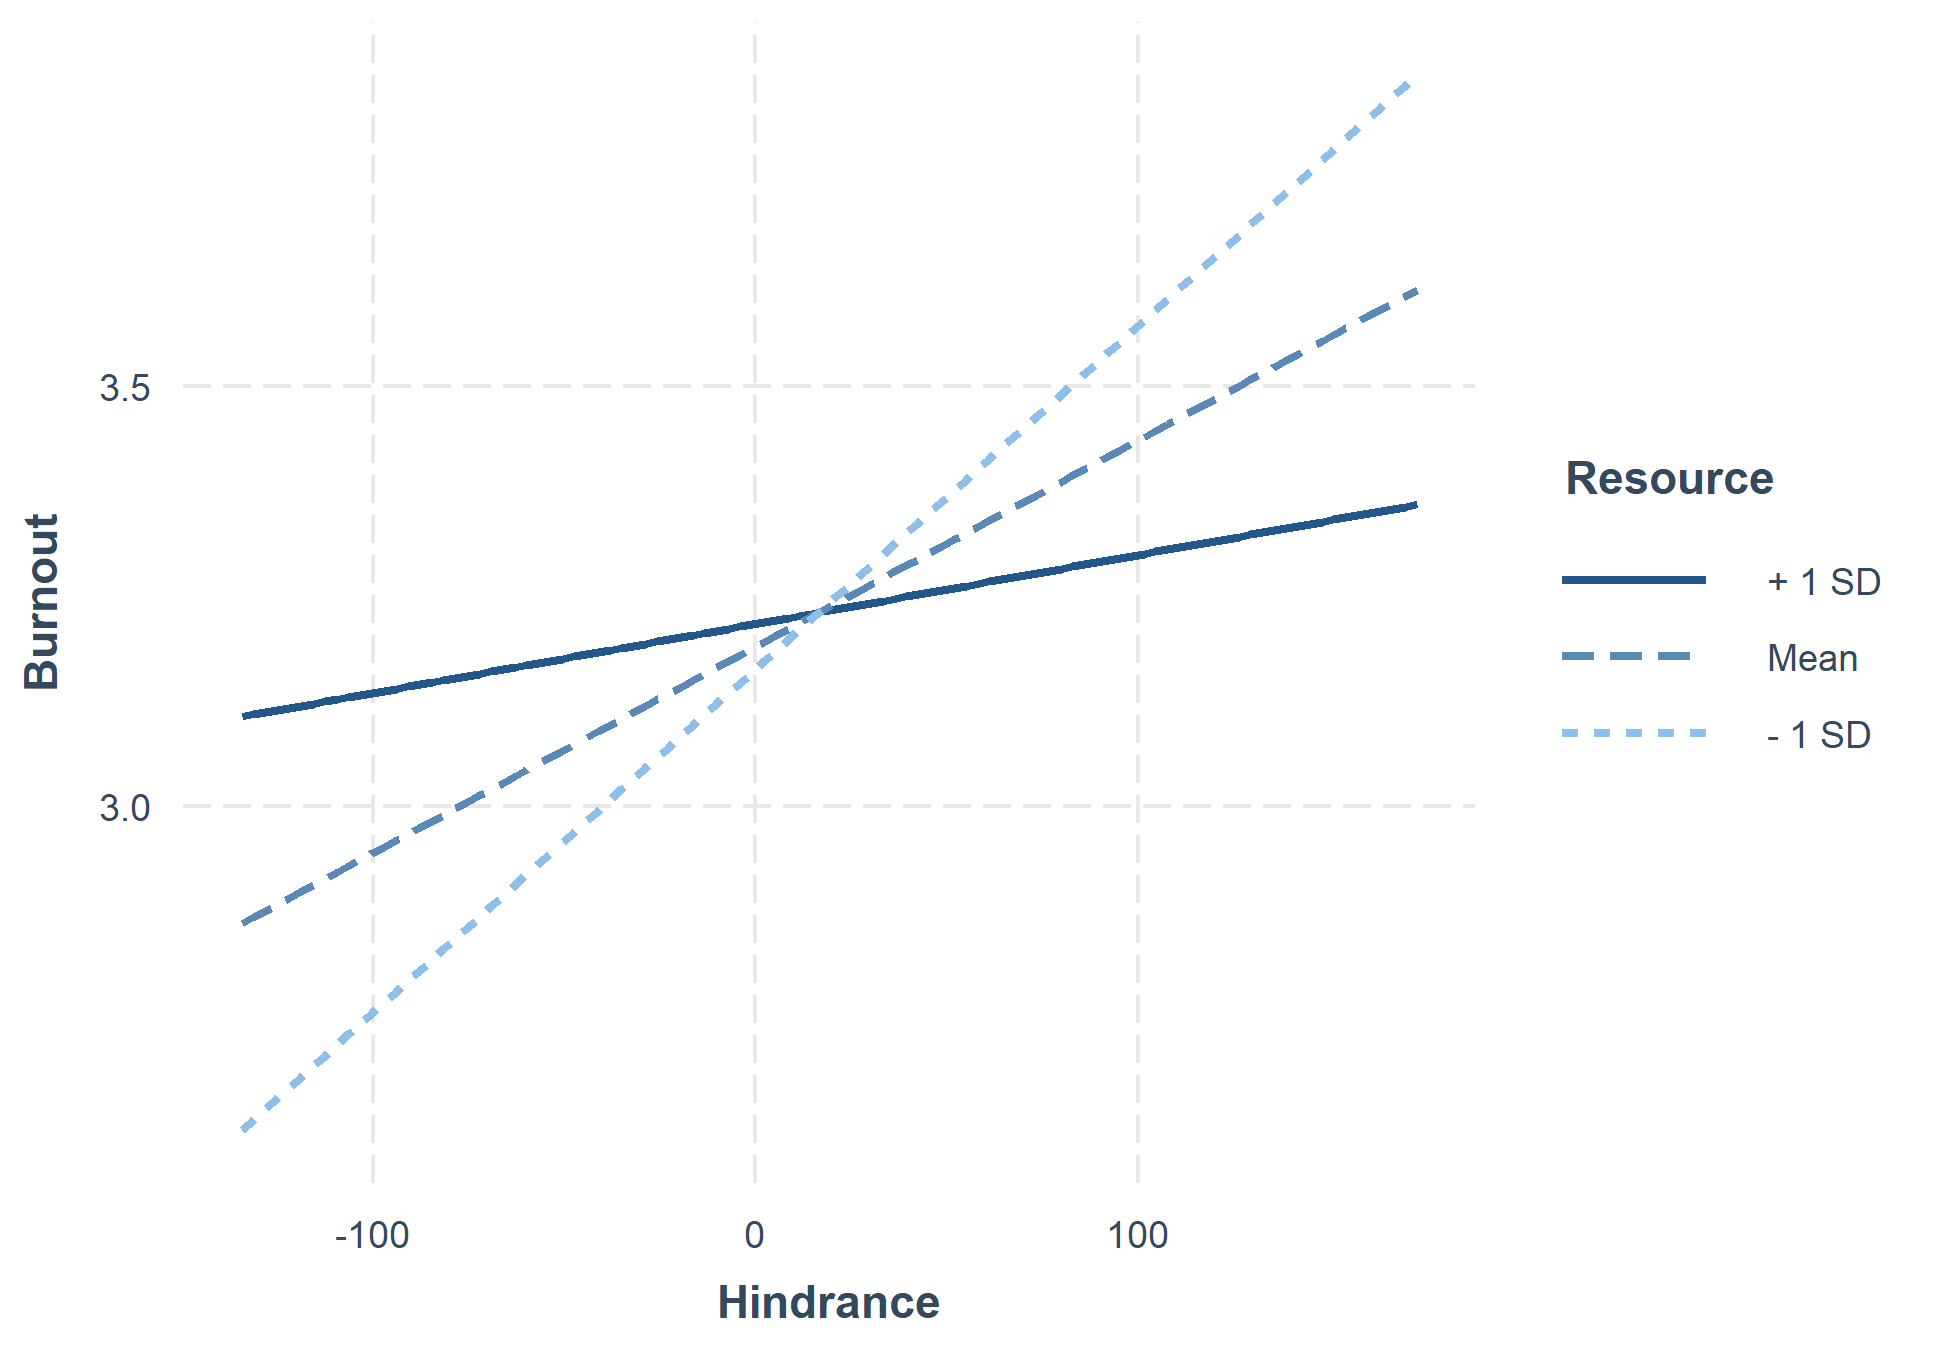 Burnout
3.5
3.0
-100
0
100
Hindrance
Resource
+ 1 SD
Mean
- 1 SD